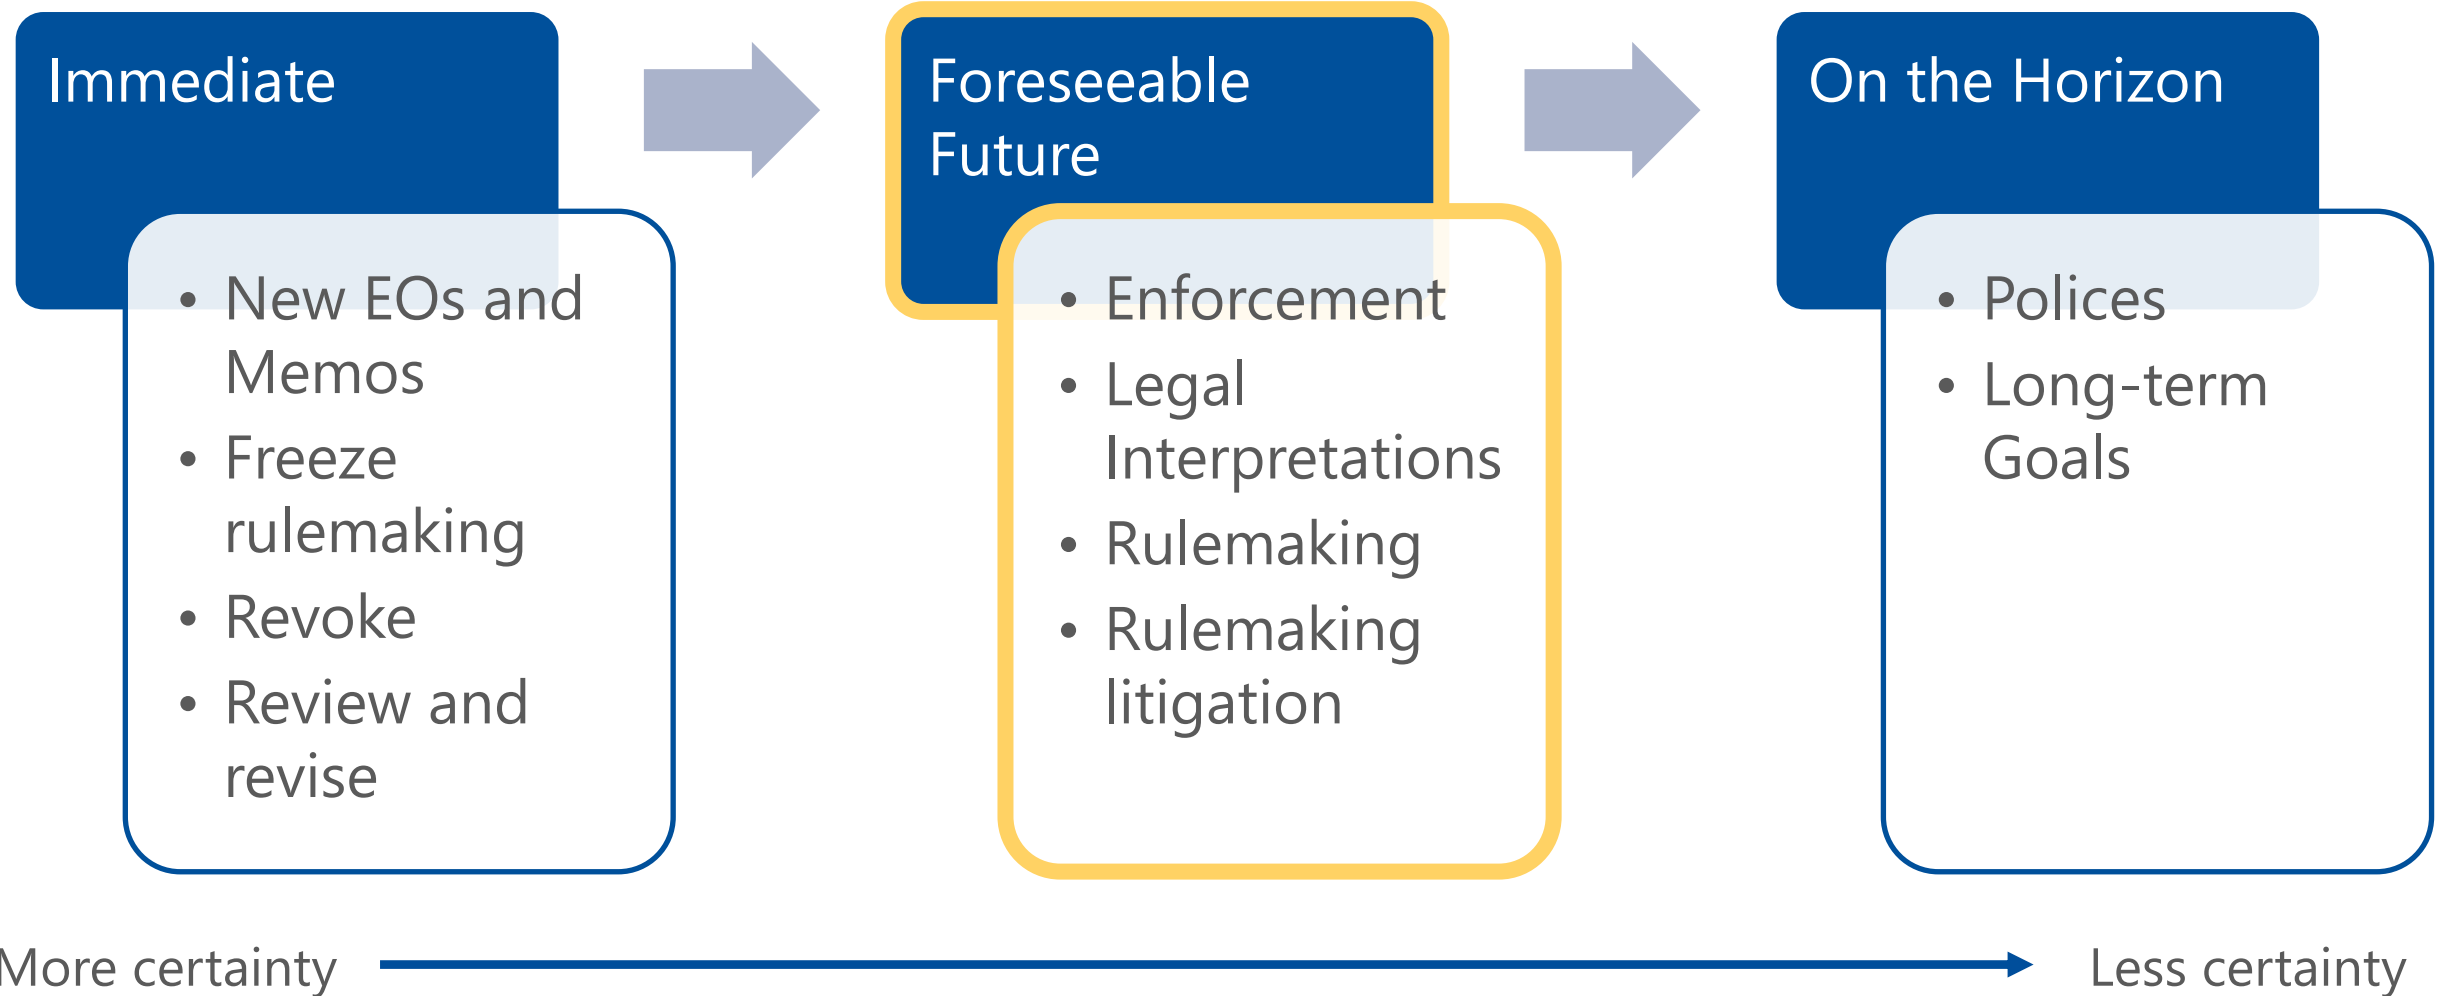 Immediate
• New EOs and
Memos
• Freeze
rulemaking
• Revoke
• Review and
revise
Foreseeable
Future
• Enforcement
• Legal
Interpretations
• Rulemaking
• Rulemaking
litigation
On the Horizon
• Polices
• Long-term
Goals
More certainty
Less certainty